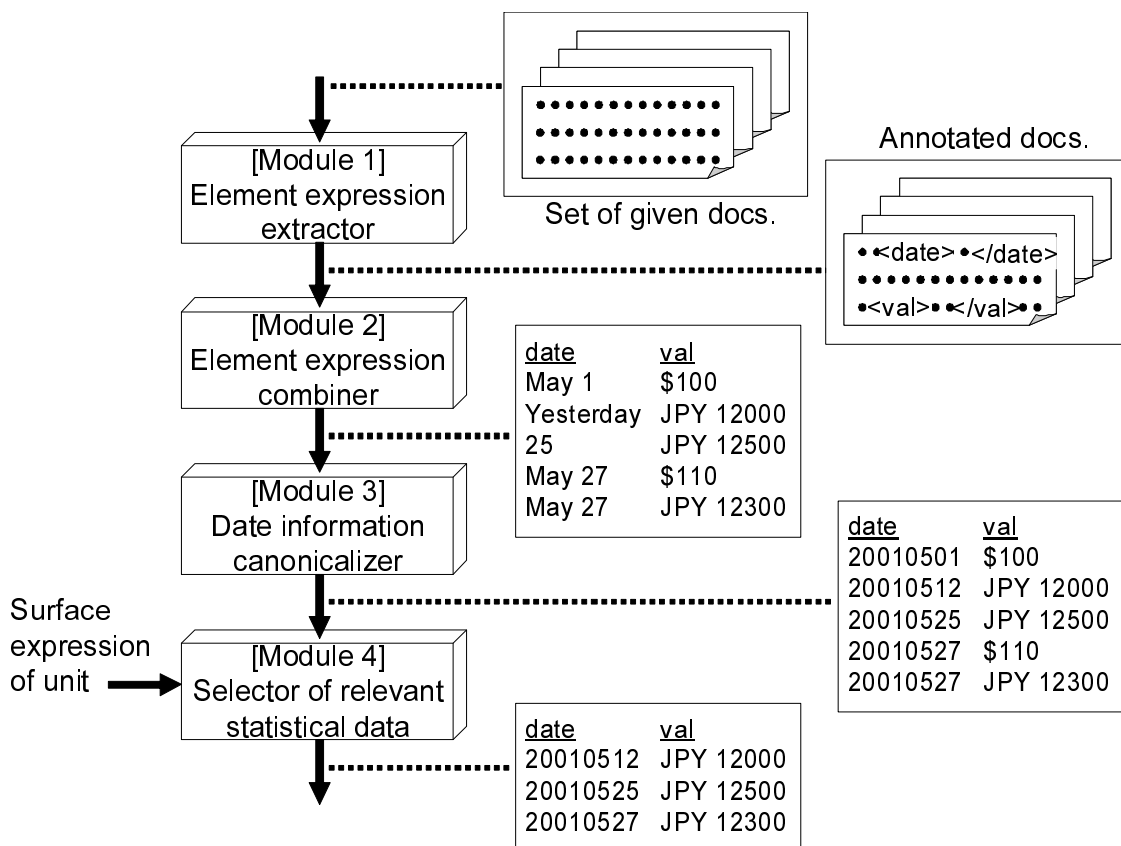 [Module 1]
Element expression
extractor
Set of given docs.
Annotated docs.
<date> </date>
<val> </val>
[Module 2]
Element expression
combiner
date val
May 1 $100
Yesterday JPY 12000
25 JPY 12500
May 27 $110
May 27 JPY 12300
[Module 3]
Date information
canonicalizer
date val
20010501 $100
20010512 JPY 12000
20010525 JPY 12500
20010527 $110
20010527 JPY 12300
Surface
expression
of unit
[Module 4]
Selector of relevant
statistical data
date val
20010512 JPY 12000
20010525 JPY 12500
20010527 JPY 12300